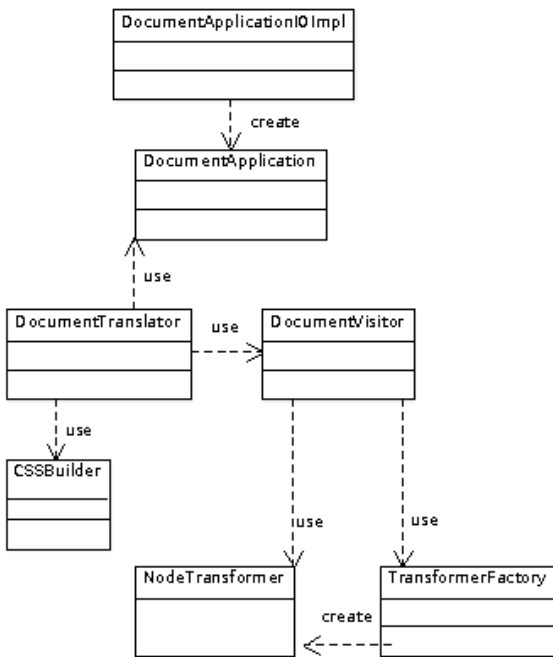 DocumentApplicationIOImpl
create
DocumentApplication
use
DocumentTranslator
use
DocumentVisitor
use
CSSBuilder
use
use
NodeTransformer
TransformerFactory
create